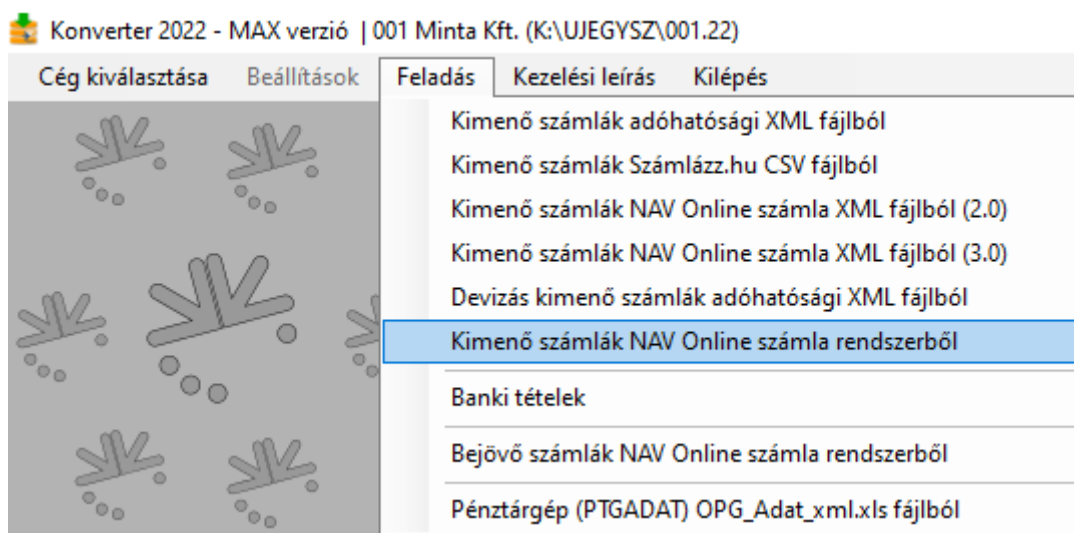 Konverter 2022 - MAX verzió | 001 Minta Kft. (K:\UJEGYSZ\001.22)
Cég kiválasztása Beállítások Feladás Kezelési leírás Kilépés
Kimenő számlák adóhatósági XML fájlból
Kimenő számlák Számlázz.hu CSV fájlból
Kimenő számlák NAV Online számla XML fájlból (2.0)
Kimenő számlák NAV Online számla XML fájlból (3.0)
Devizás kimenő számlák adóhatósági XML fájlból
Kimenő számlák NAV Online számla rendszerből
Banki tételek
Bejövő számlák NAV Online számla rendszerből
Pénztárgép (PTGADAT) OPG_Adat_xml.xls fájlból